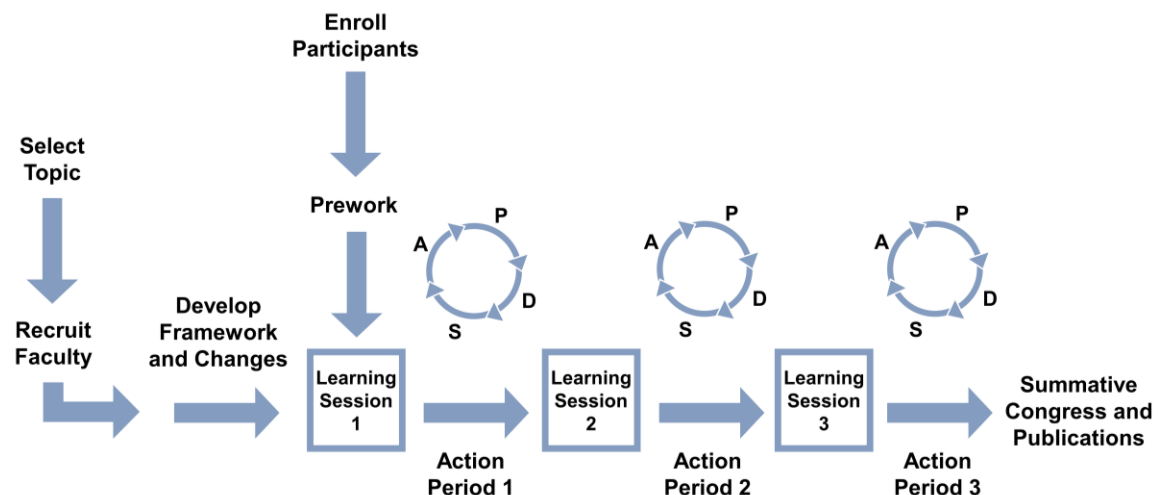 Enroll
Participants
Select
Topic
Prework
P
A
D
S
P
A
D
S
P
A
D
S
Recruit
Faculty
Develop
Framework
and Changes
Learning
Session
1
Learning
Session
2
Learning
Session
3
Summative
Congress and
Publications
Action
Period 1
Action
Period 2
Action
Period 3